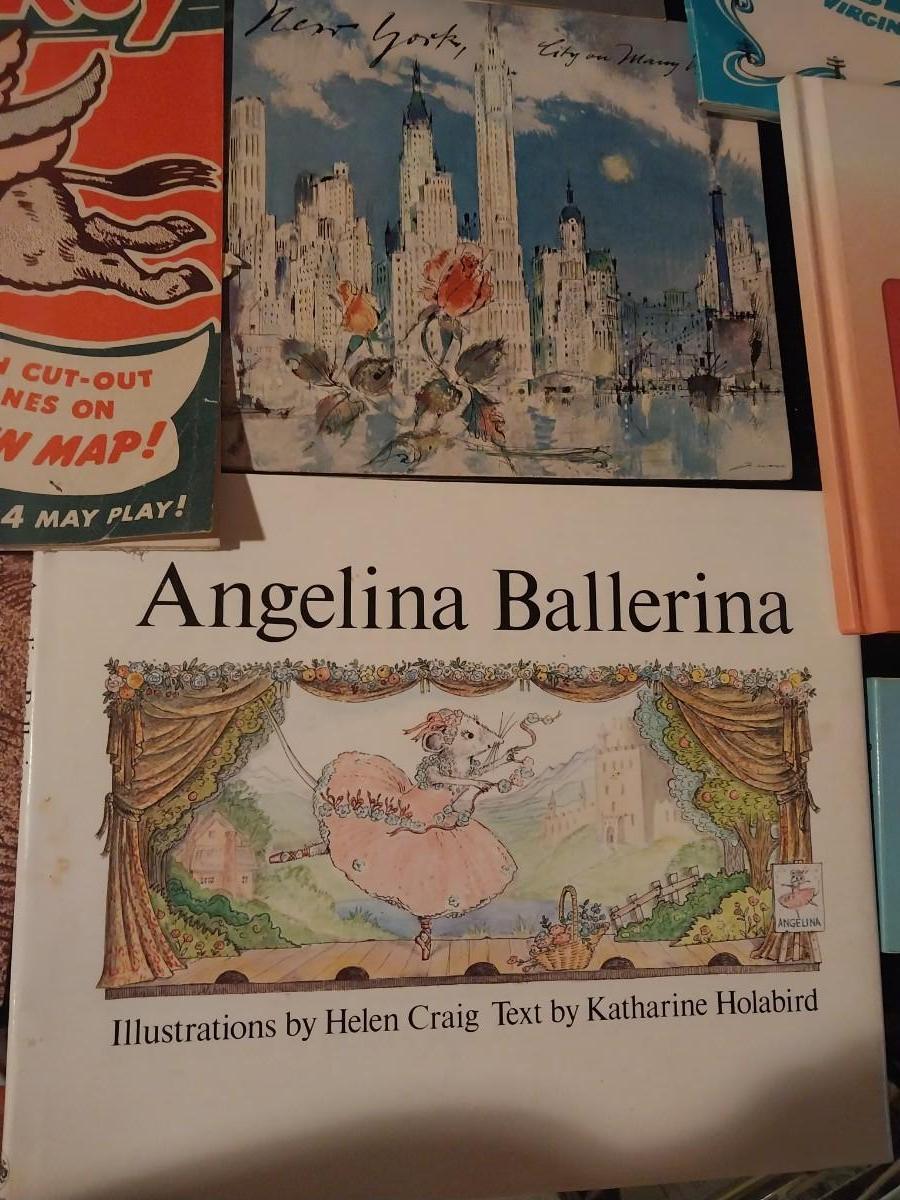 New York,
City on Many
VIRGIN
N CUT-OUT
NES ON
N MAP!
4 MAY PLAY!
Angelina Ballerina
ANGELINA
Illustrations by Helen Craig Text by Katharine Holabird